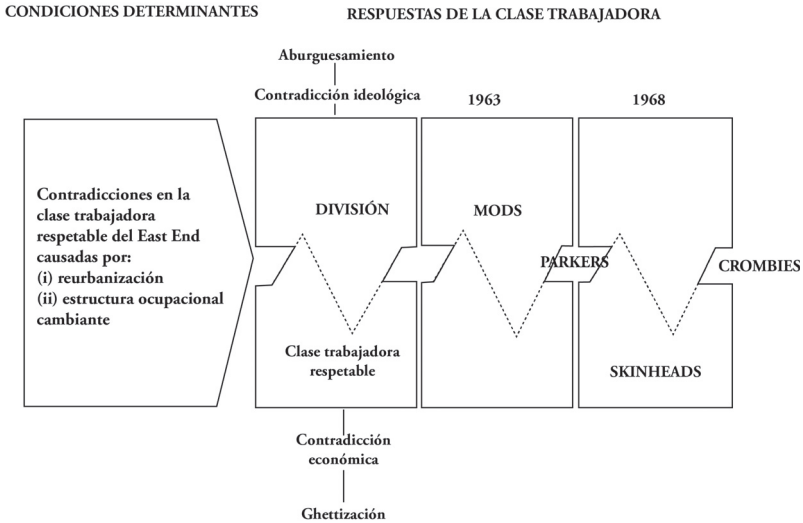 CONDICIONES DETERMINANTES
RESPUESTAS DE LA CLASE TRABAJADORA
Aburguesamiento
Contradicción ideológica
1963
1968
Contradicciones en la
clase trabajadora
respetable del East End
causadas por:
(i) reurbanización
(ii) estructura ocupacional
cambiante
DIVISIÓN
MODS
PARKERS
CROMBIES
Clase trabajadora
respetable
SKINHEADS
Contradicción
económica
Ghettización